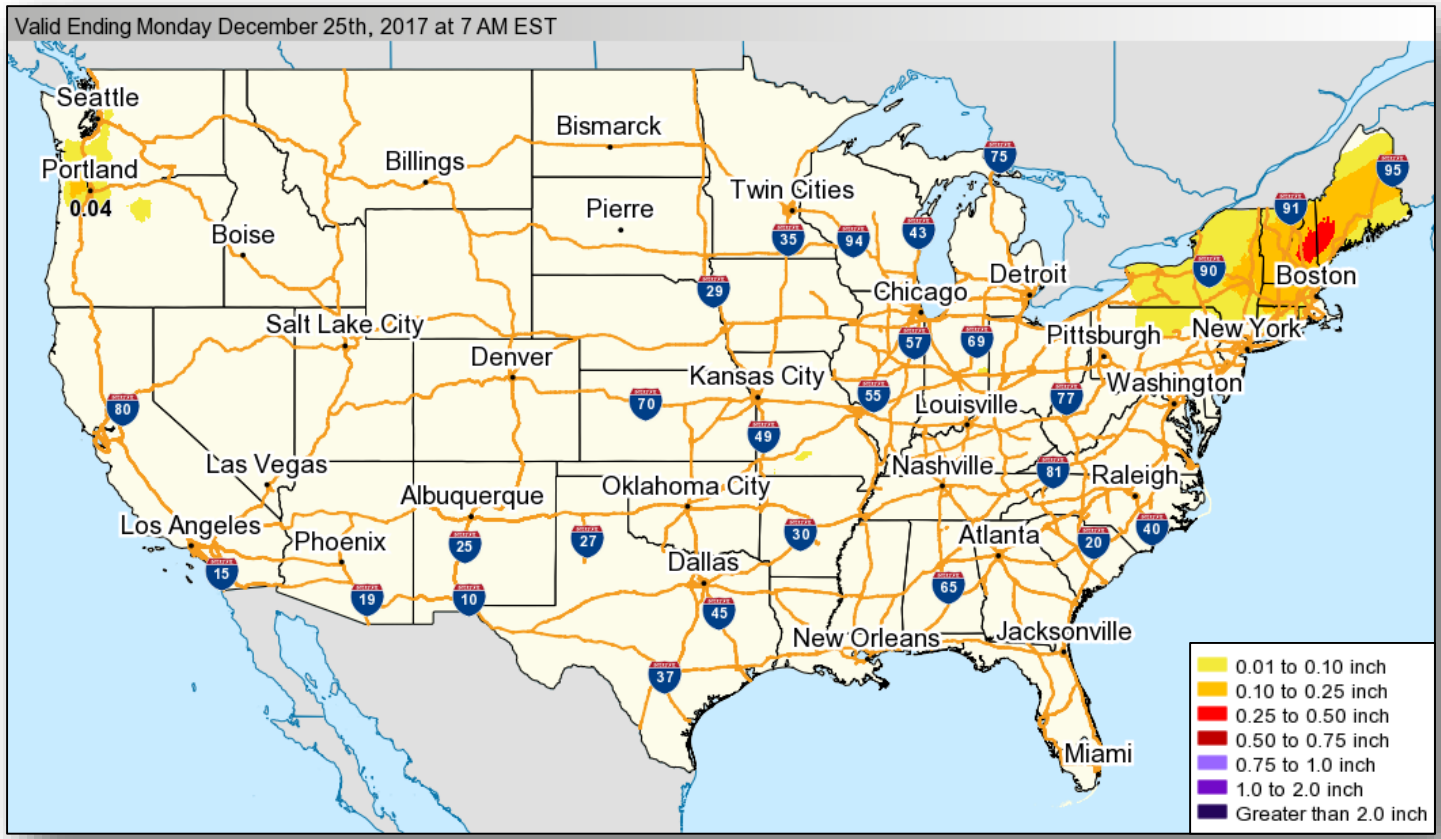 Valid Ending Monday December 25th, 2017 at 7 AM EST
Seattle
Bismarck
75
Portland
Billings
95
Twin Cities
0.04
Pierre
91
Boise
35
94
43
90
Detroit
Boston
29
Chicago
Salt Lake City
New York
Pittsburgh
57
69
Denver
Kansas City
Washington
80
70
55
77
Louisville
49
Las Vegas
Nashville
81
Raleigh
Albuquerque
Oklahoma City
Los Angeles
40
Phoenix
25
27
30
Atlanta
20
Dallas
15
65
19
10
45
New Orleans
Jacksonville
37
Miami
0.01 to 0.10 inch
0.10 to 0.25 inch
0.25 to 0.50 inch
0.50 to 0.75 inch
0.75 to 1.0 inch
1.0 to 2.0 inch
Greater than 2.0 inch